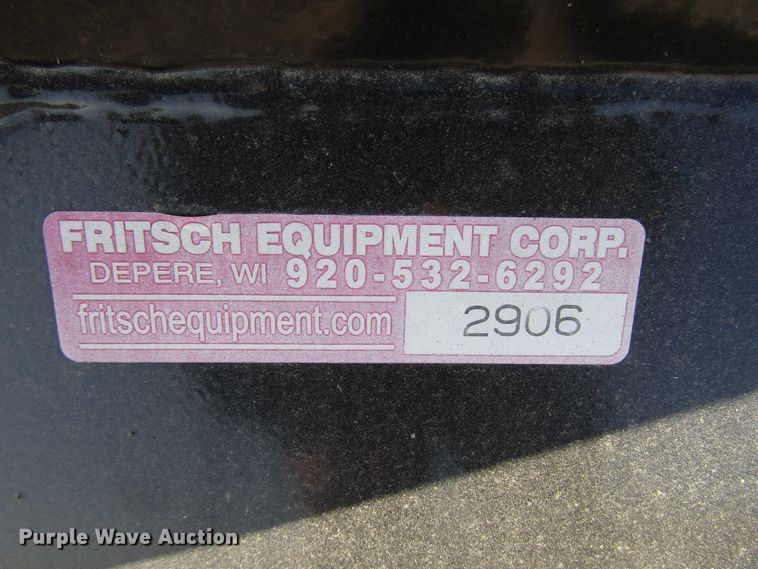 FRITSCH EQUIPMENT CORP.
DEPERE, WI 920-532-6292
fritschequipment.com 2906
Purple Wave Auction